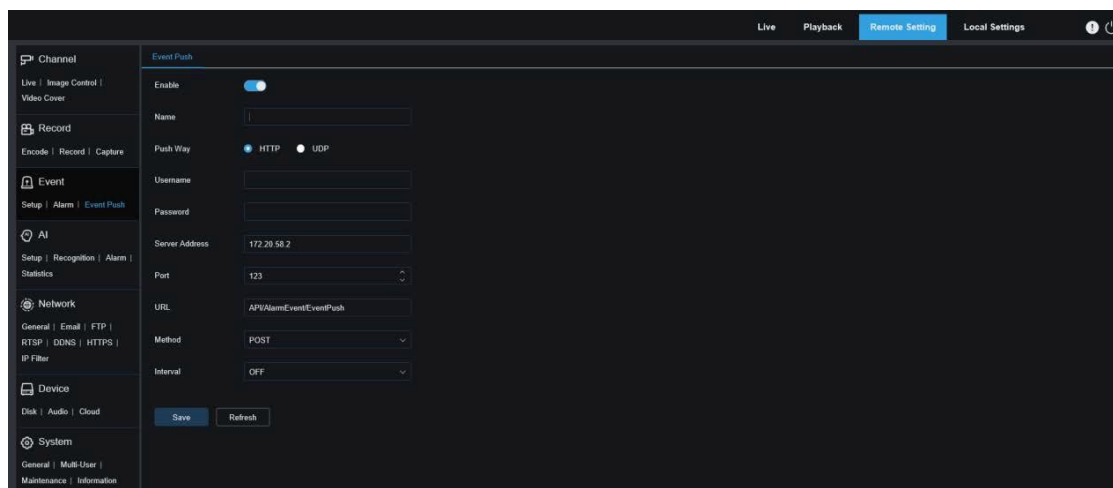 Live Playback Remote Setting Local Settings
Channel
Live | Image Control |
Video Cover
Record
Encode | Record | Capture
Event
Setup | Alarm | Event Push
AI
Setup | Recognition | Alarm |
Statistics
Network
General | Email | FTP |
RTSP | DDNS | HTTPS |
IP Filter
Device
Disk | Audio | Cloud
System
General | Multi-User |
Maintenance | Information
Event Push
Enable
Name
Push Way HTTP UDP
Username
Password
Server Address 172.20.58.2
Port 123
URL API/AlarmEvent/EventPush
Method POST
Interval OFF
Save Refresh